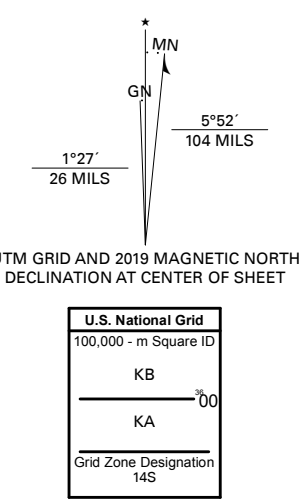 ★
MN
GN
5°52´
104 MILS
1°27´
26 MILS
UTM GRID AND 2019 MAGNETIC NORTH
DECLINATION AT CENTER OF SHEET
U.S. National Grid
100,000 - m Square ID
KB
3600
KA
Grid Zone Designation
14S